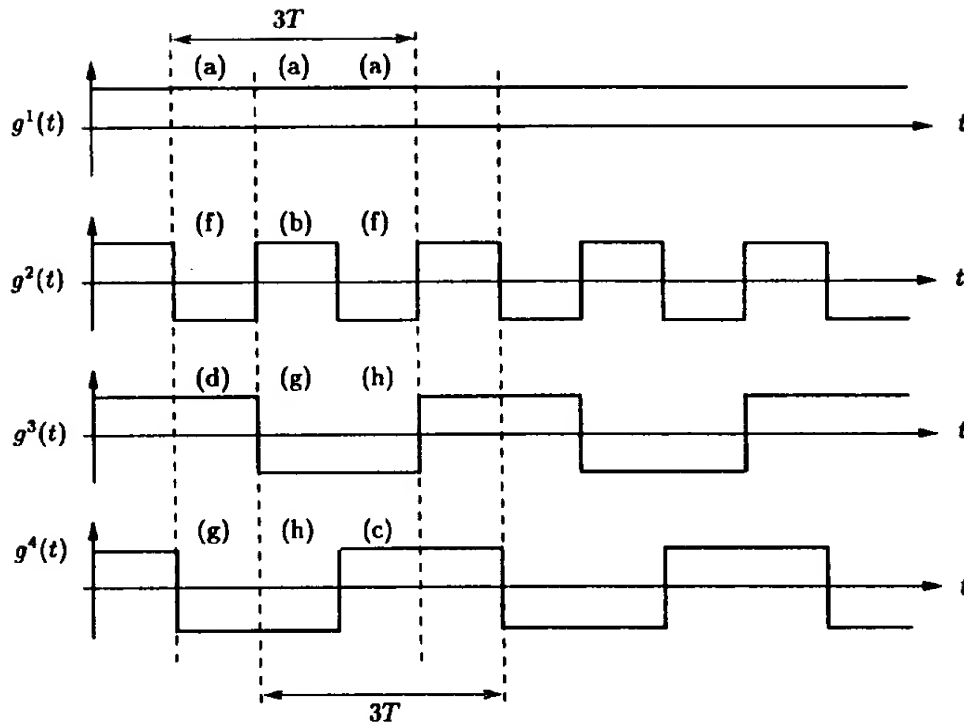 3T
(a) (a) (a)
g¹(t) t
(f) (b) (f)
g²(t) t
(d) (g) (h)
g³(t) t
(g) (h) (c)
g⁴(t) t
3T